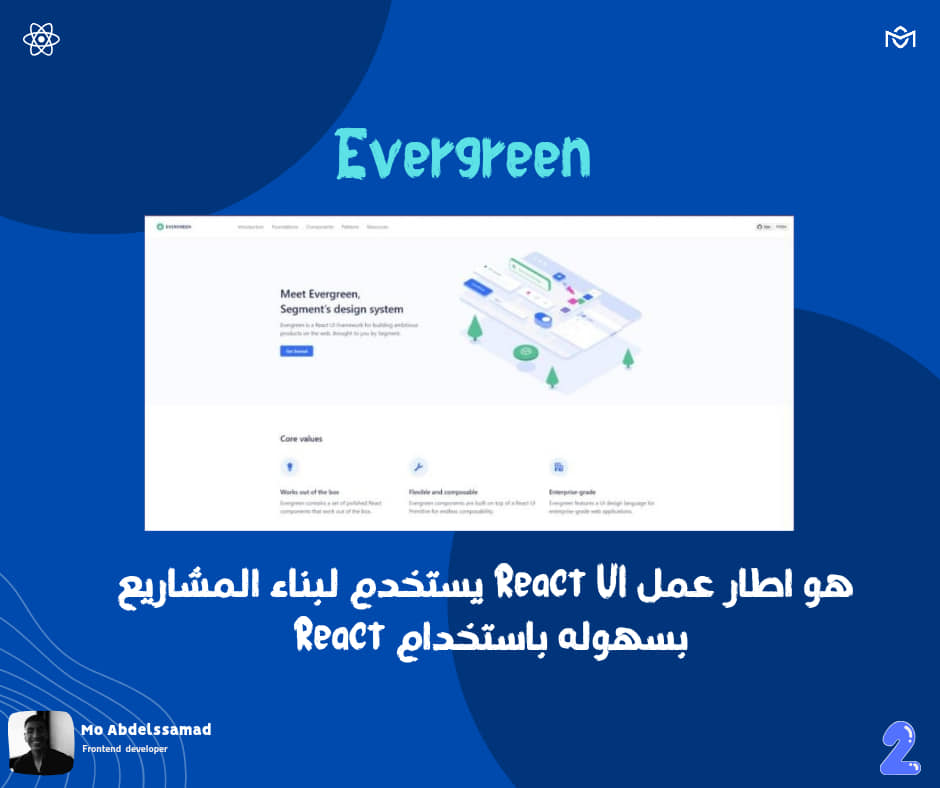 Evergreen
EVERGREEN
Introduction Foundations Components Patterns Resources
Meet Evergreen,
Segment's design system
Evergreen is a React UI Framework for building ambitious
products on the web. Brought to you by Segment.
Get Started
Core values
Works out of the box
Evergreen contains a set of polished React
components that work out of the box.
Flexible and composable
Evergreen components are built on top of a React UI
Primitive for endless composability.
Enterprise-grade
Evergreen features a UI design language for
enterprise-grade web applications.
هو اطار عمل React UI يستخدم لبناء المشاريع
بسهوله باستخدام React
Mo Abdelssamad
Frontend developer
2